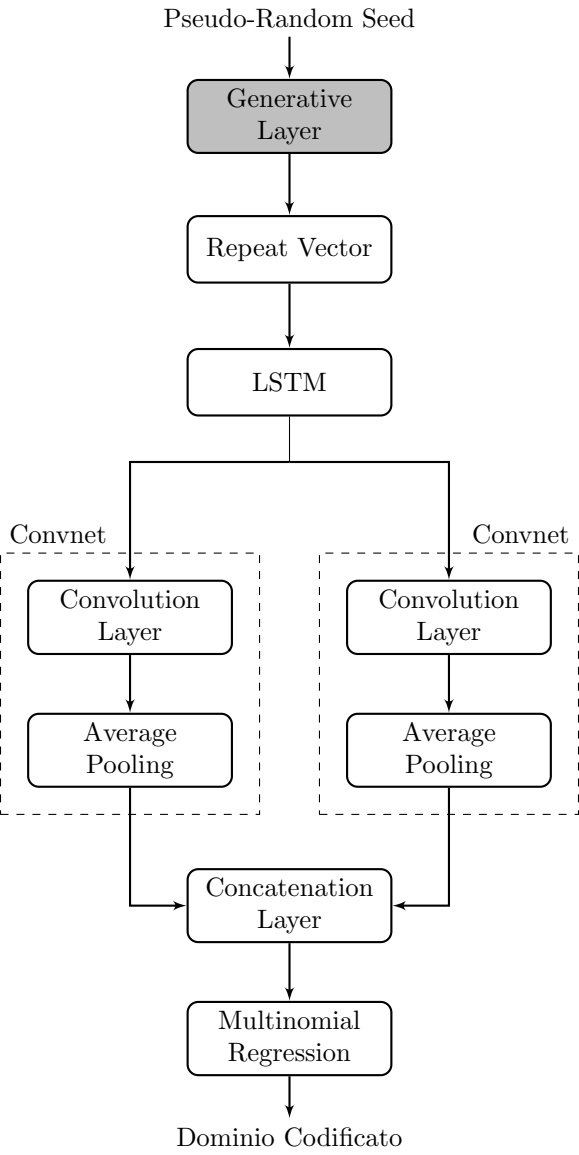 Pseudo-Random Seed
Generative
Layer
Repeat Vector
LSTM
Convnet
Convnet
Convolution
Layer
Convolution
Layer
Average
Pooling
Average
Pooling
Concatenation
Layer
Multinomial
Regression
Dominio Codificato